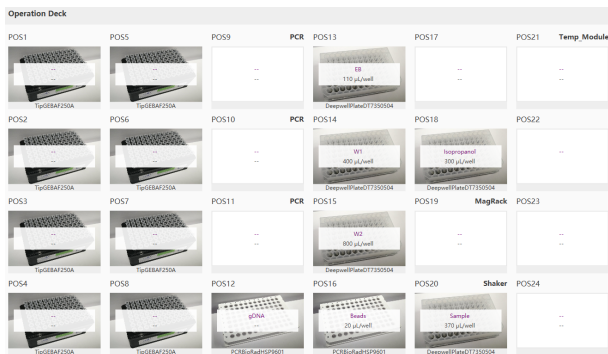 Operation Deck
POS1 POS5 POS9 PCR POS13 POS17 POS21 Temp_Module
-- -- -- EB -- --
-- -- -- 110 µL/well -- --
TipGEBAF250A TipGEBAF250A DeepwellPlateDT7350504
POS2 POS6 POS10 PCR POS14 POS18 POS22
-- -- -- W1 Isopropanol --
-- -- -- 400 µL/well 300 µL/well --
TipGEBAF250A TipGEBAF250A DeepwellPlateDT7350504 DeepwellPlateDT7350504
POS3 POS7 POS11 PCR POS15 POS19 MagRack POS23
-- -- -- W2 -- --
-- -- -- 800 µL/well -- --
TipGEBAF250A TipGEBAF250A DeepwellPlateDT7350504
POS4 POS8 POS12 POS16 POS20 Shaker POS24
-- -- gDNA Beads Sample --
-- -- -- 20 µL/well 370 µL/well --
TipGEBAF250A TipGEBAF250A PCRBioRadHSP9601 PCRBioRadHSP9601 DeepwellPlateDT7350504